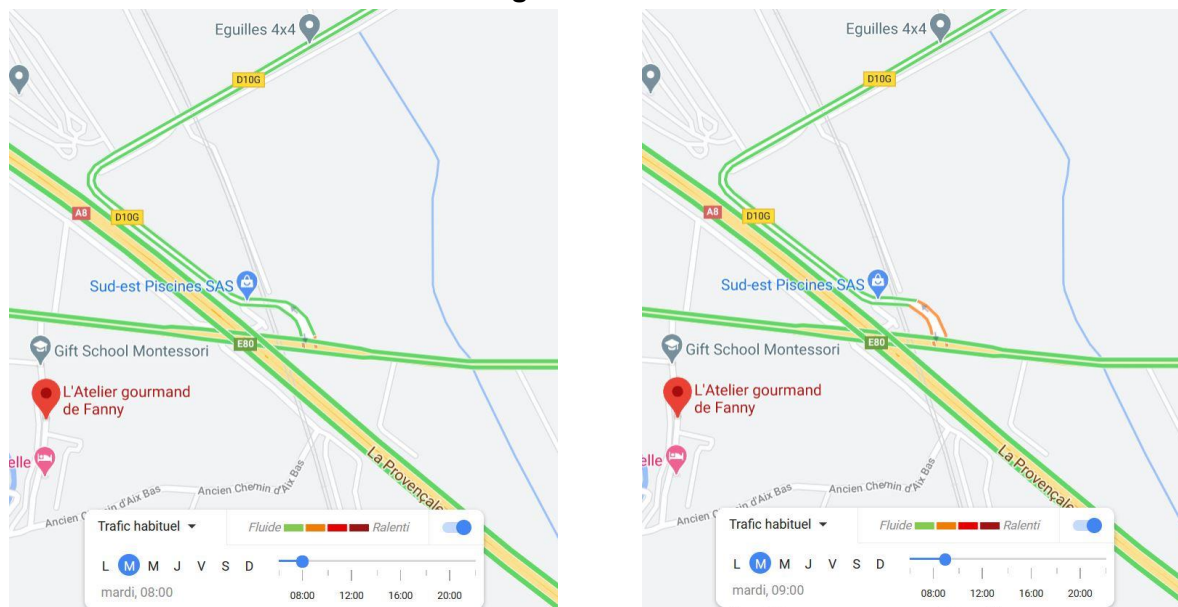 Eguilles 4x4
D10G
A8
D10G
Sud-est Piscines SAS
E80
Gift School Montessori
L'Atelier gourmand
de Fanny
elle
La Provençale
Ancien Chemin d'Aix Bas
Ancien Chemin d'Aix Bas
Trafic habituel
Fluide Ralenti
L M M J V S D
mardi, 08:00
08:00 12:00 16:00 20:00
Eguilles 4x4
D10G
A8
D10G
Sud-est Piscines SAS
E80
Gift School Montessori
L'Atelier gourmand
de Fanny
elle
La Provençale
Ancien Chemin d'Aix Bas
Ancien Chemin d'Aix Bas
Trafic habituel
Fluide Ralenti
L M M J V S D
mardi, 09:00
08:00 12:00 16:00 20:00